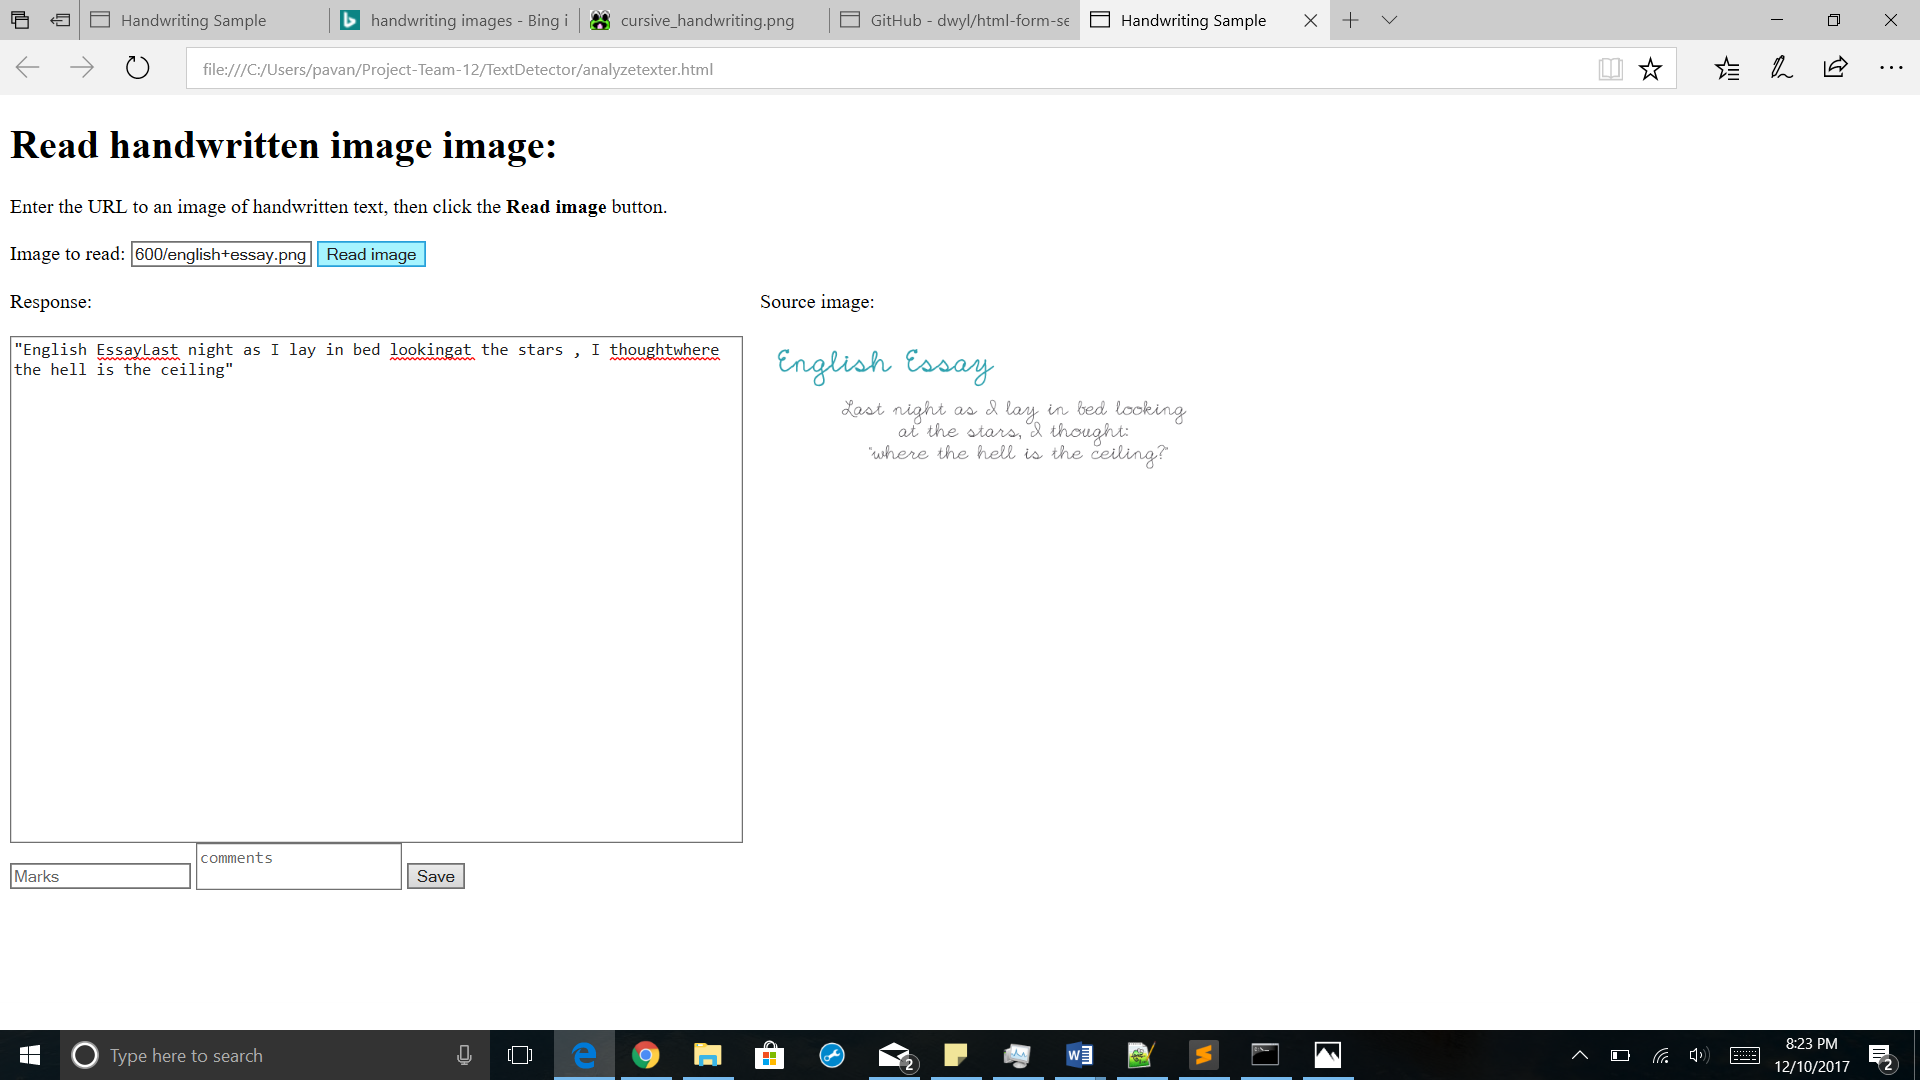 Handwriting Sample
handwriting images - Bing i
cursive_handwriting.png
GitHub - dwyl/html-form-se
Handwriting Sample
file:///C:/Users/pavan/Project-Team-12/TextDetector/analyzetexter.html
Read handwritten image image:
Enter the URL to an image of handwritten text, then click the Read image button.
Image to read: 600/english+essay.png Read image
Response:
"English EssayLast night as I lay in bed lookingat the stars , I thoughtwhere
the hell is the ceiling"
Marks
comments
Save
Source image:
English Essay
Last night as I lay in bed looking
at the stars, I thought:
"where the hell is the ceiling?"
Type here to search
2
8:23 PM
12/10/2017
2